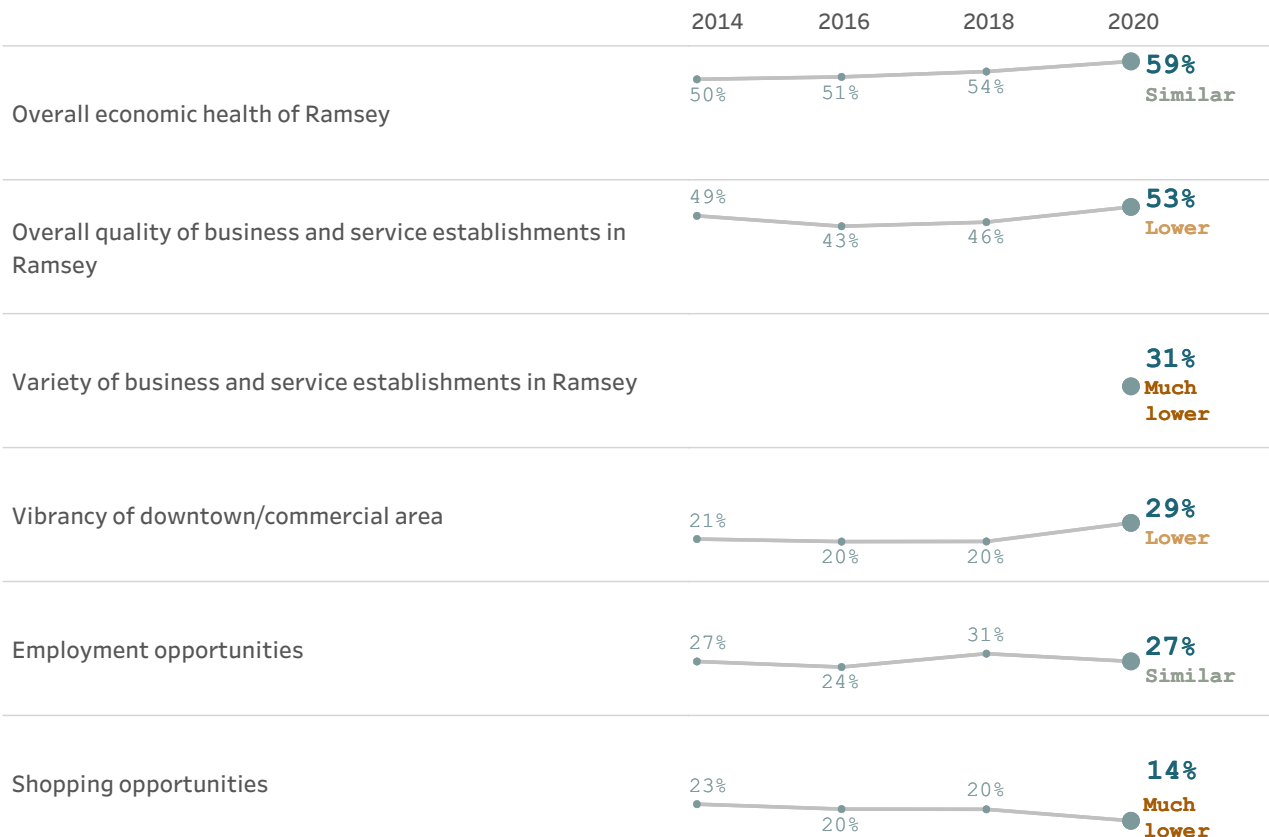 2014 2016 2018 2020
Overall economic health of Ramsey
50% 51% 54% 59%
Similar
Overall quality of business and service establishments in
Ramsey
49% 43% 46% 53%
Lower
Variety of business and service establishments in Ramsey
31%
Much
lower
Vibrancy of downtown/commercial area
21% 20% 20% 29%
Lower
Employment opportunities
27% 24% 31% 27%
Similar
Shopping opportunities
23% 20% 20% 14%
Much
lower